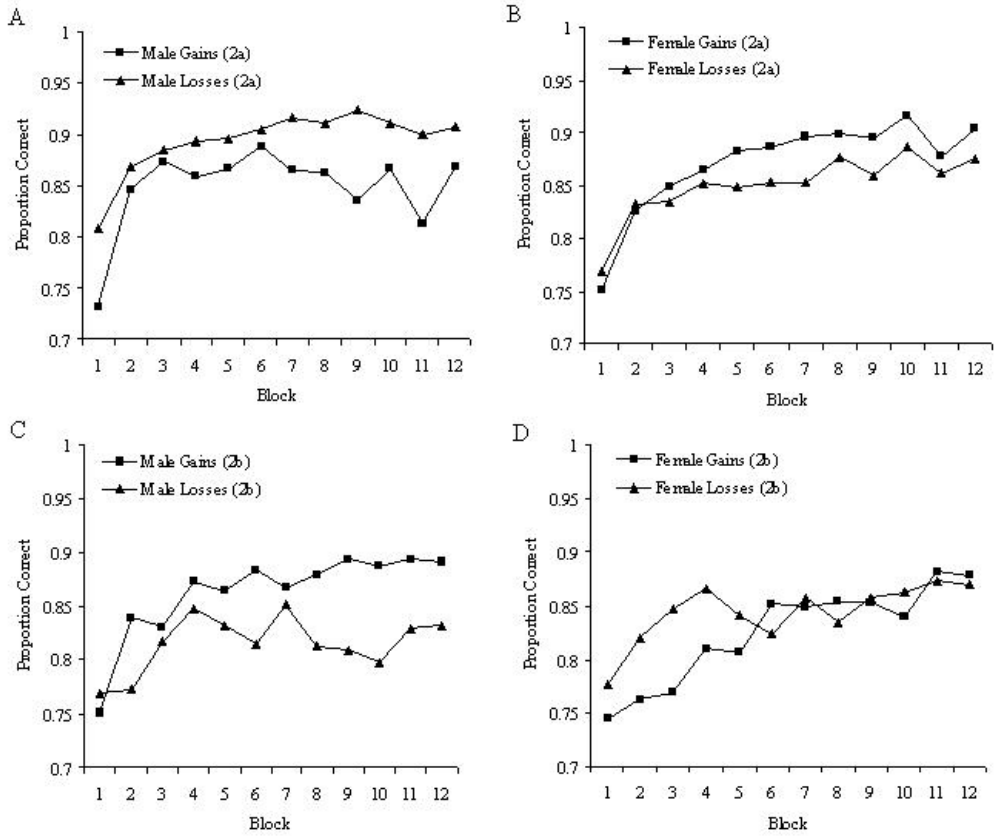 A
Male Gains (2a)
Male Losses (2a)
Proportion Correct
1
0.95
0.9
0.85
0.8
0.75
0.7
1 2 3 4 5 6 7 8 9 10 11 12
Block
B
Female Gains (2a)
Female Losses (2a)
Proportion Correct
1
0.95
0.9
0.85
0.8
0.75
0.7
1 2 3 4 5 6 7 8 9 10 11 12
Block
C
Male Gains (2b)
Male Losses (2b)
Proportion Correct
1
0.95
0.9
0.85
0.8
0.75
0.7
1 2 3 4 5 6 7 8 9 10 11 12
Block
D
Female Gains (2b)
Female Losses (2b)
Proportion Correct
1
0.95
0.9
0.85
0.8
0.75
0.7
1 2 3 4 5 6 7 8 9 10 11 12
Block